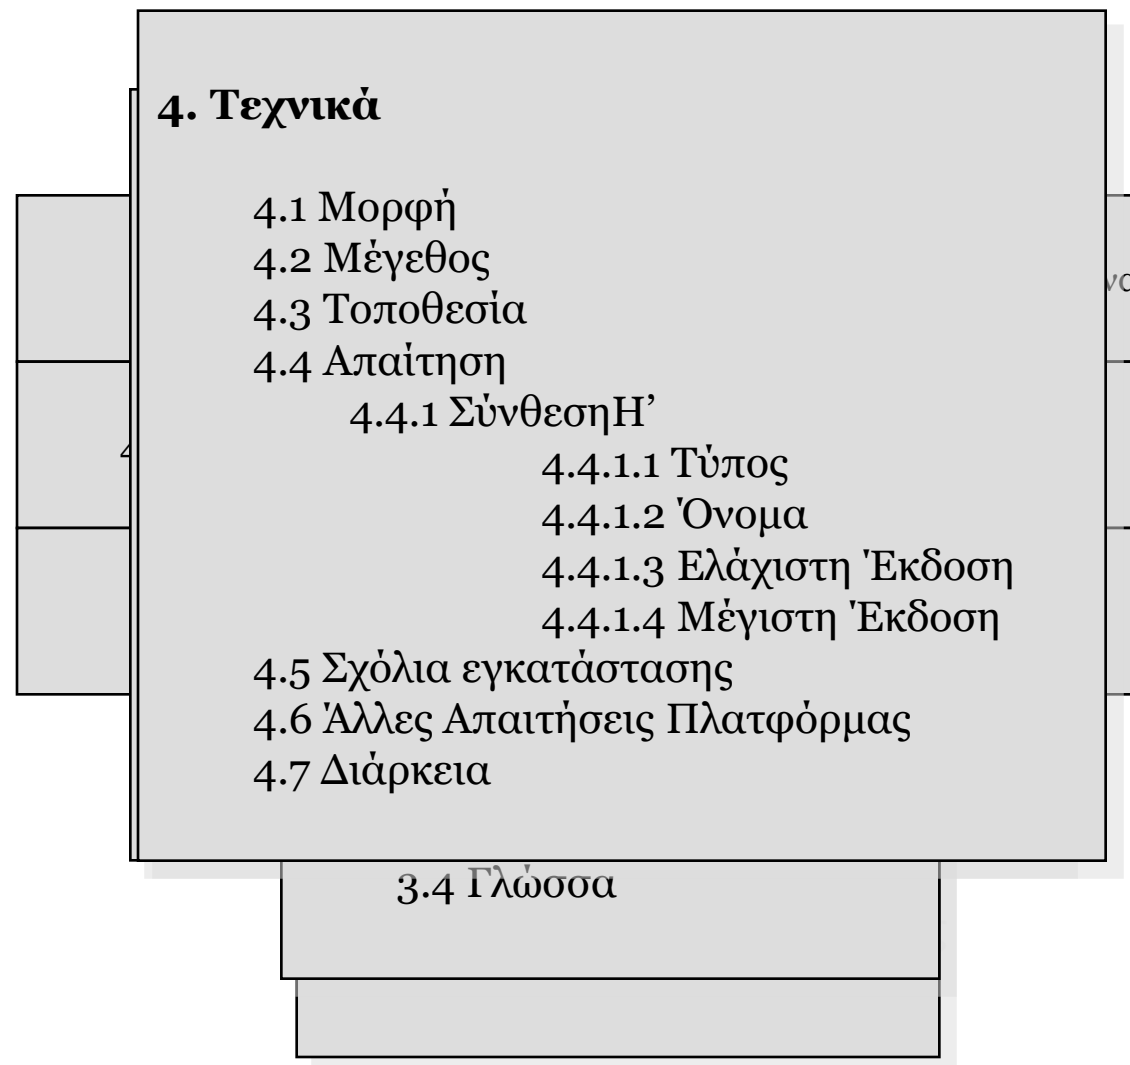 4. Τεχνικά
4.1 Μορφή
4.2 Μέγεθος
4.3 Τοποθεσία
4.4 Απαίτηση
4.4.1 ΣύνθεσηΗ’
4.4.1.1 Τύπος
4.4.1.2 Όνομα
4.4.1.3 Ελάχιστη Έκδοση
4.4.1.4 Μέγιστη Έκδοση
4.5 Σχόλια εγκατάστασης
4.6 Άλλες Απαιτήσεις Πλατφόρμας
4.7 Διάρκεια
3.4 Γλώσσα